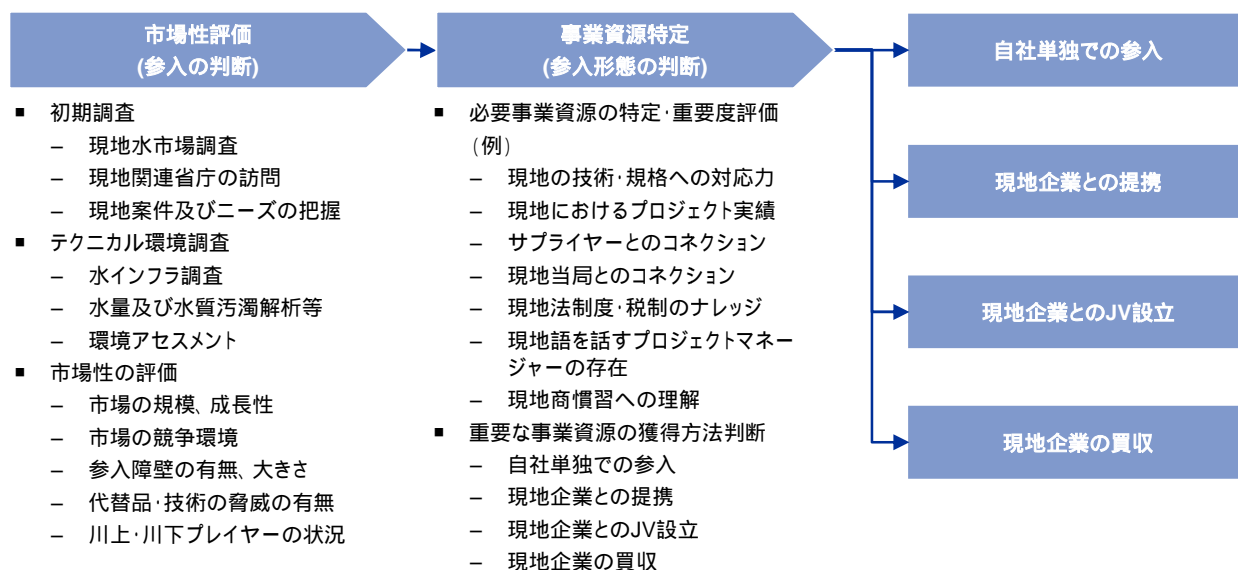 市場性評価
(参入の判断)
■ 初期調査
– 現地水市場調査
– 現地関連省庁の訪問
– 現地案件及びニーズの把握
■ テクニカル環境調査
– 水インフラ調査
– 水量及び水質汚濁解析等
– 環境アセスメント
■ 市場性の評価
– 市場の規模、成長性
– 市場の競争環境
– 参入障壁の有無、大きさ
– 代替品・技術の脅威の有無
– 川上・川下プレイヤーの状況
事業資源特定
(参入形態の判断)
■ 必要事業資源の特定・重要度評価
(例)
– 現地の技術・規格への対応力
– 現地におけるプロジェクト実績
– サプライヤーとのコネクション
– 現地当局とのコネクション
– 現地法制度・税制のナレッジ
– 現地語を話すプロジェクトマネー
ジャーの存在
– 現地商慣習への理解
■ 重要な事業資源の獲得方法判断
– 自社単独での参入
– 現地企業との提携
– 現地企業とのJV設立
– 現地企業の買収
自社単独での参入
現地企業との提携
現地企業とのJV設立
現地企業の買収